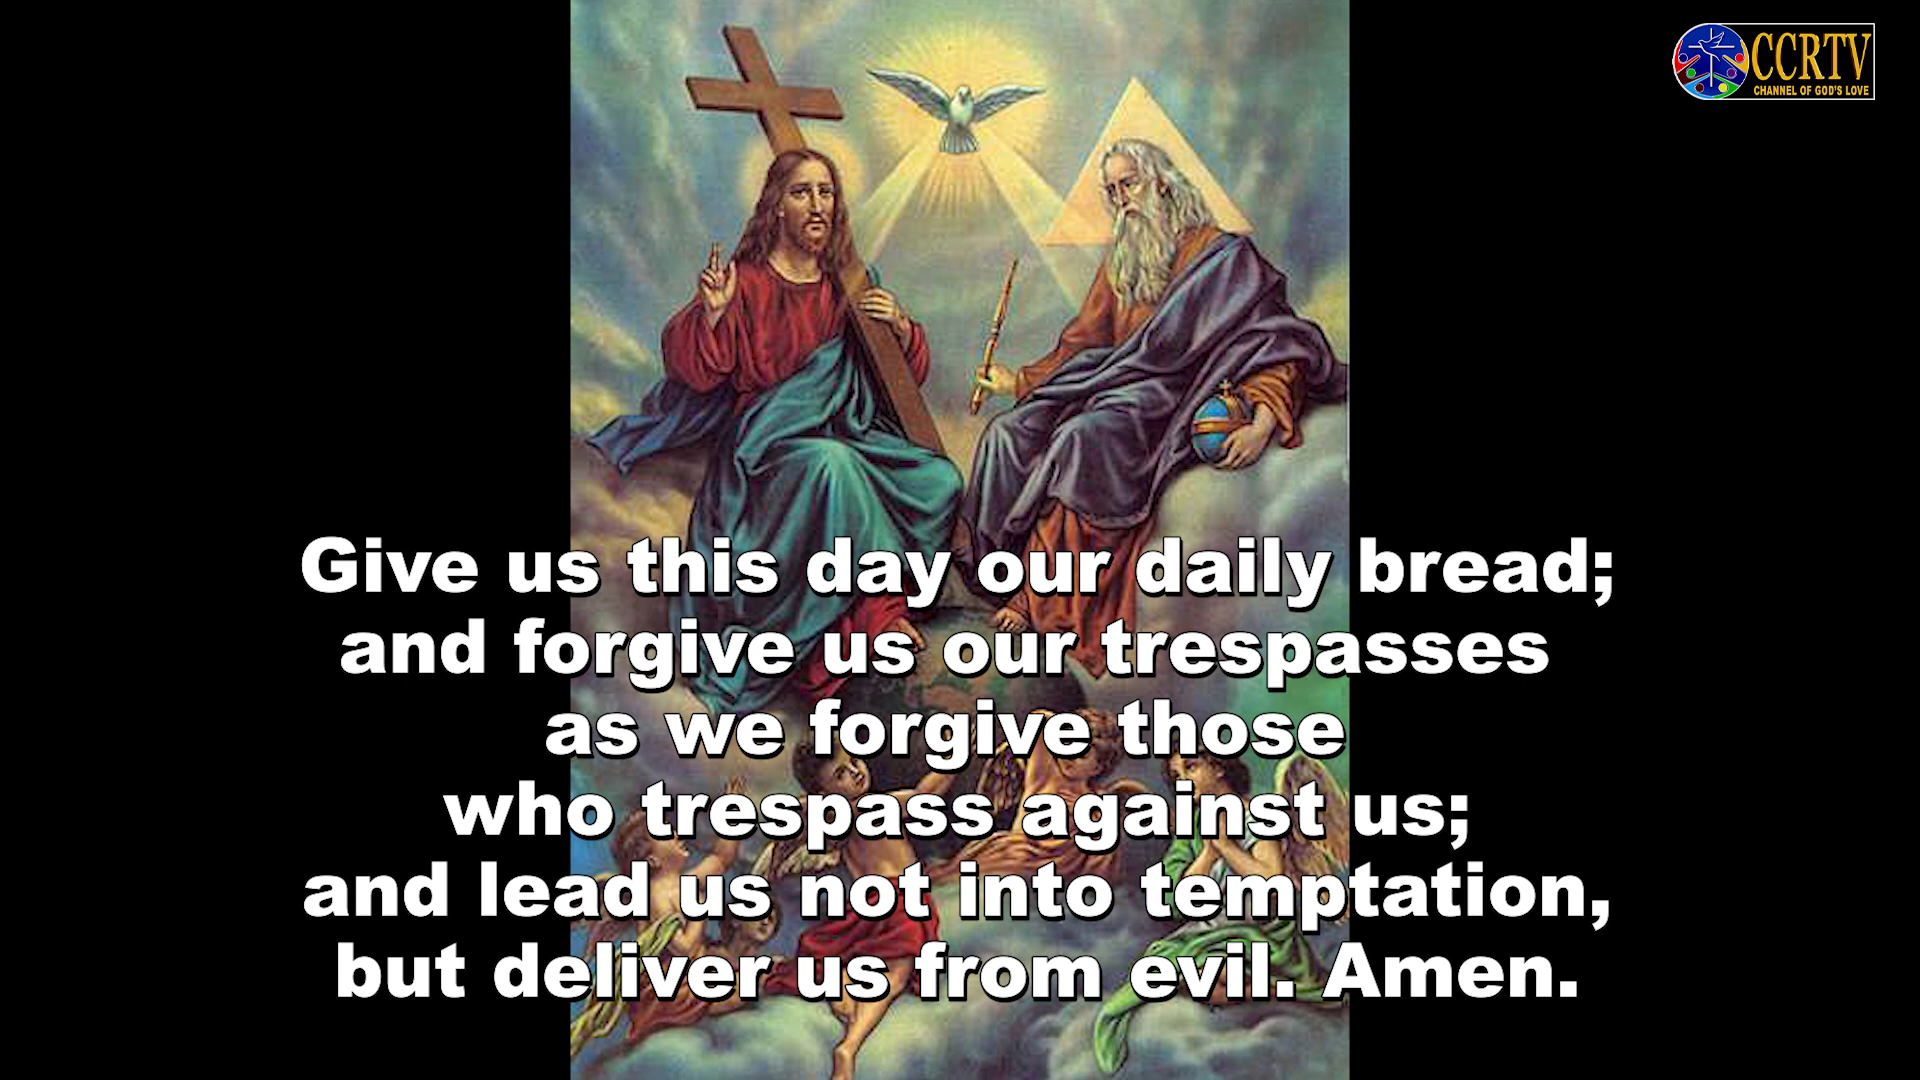 CCRTV
CHANNEL OF GOD'S LOVE
Give us this day our daily bread;
and forgive us our trespasses
as we forgive those
who trespass against us;
and lead us not into temptation,
but deliver us from evil. Amen.